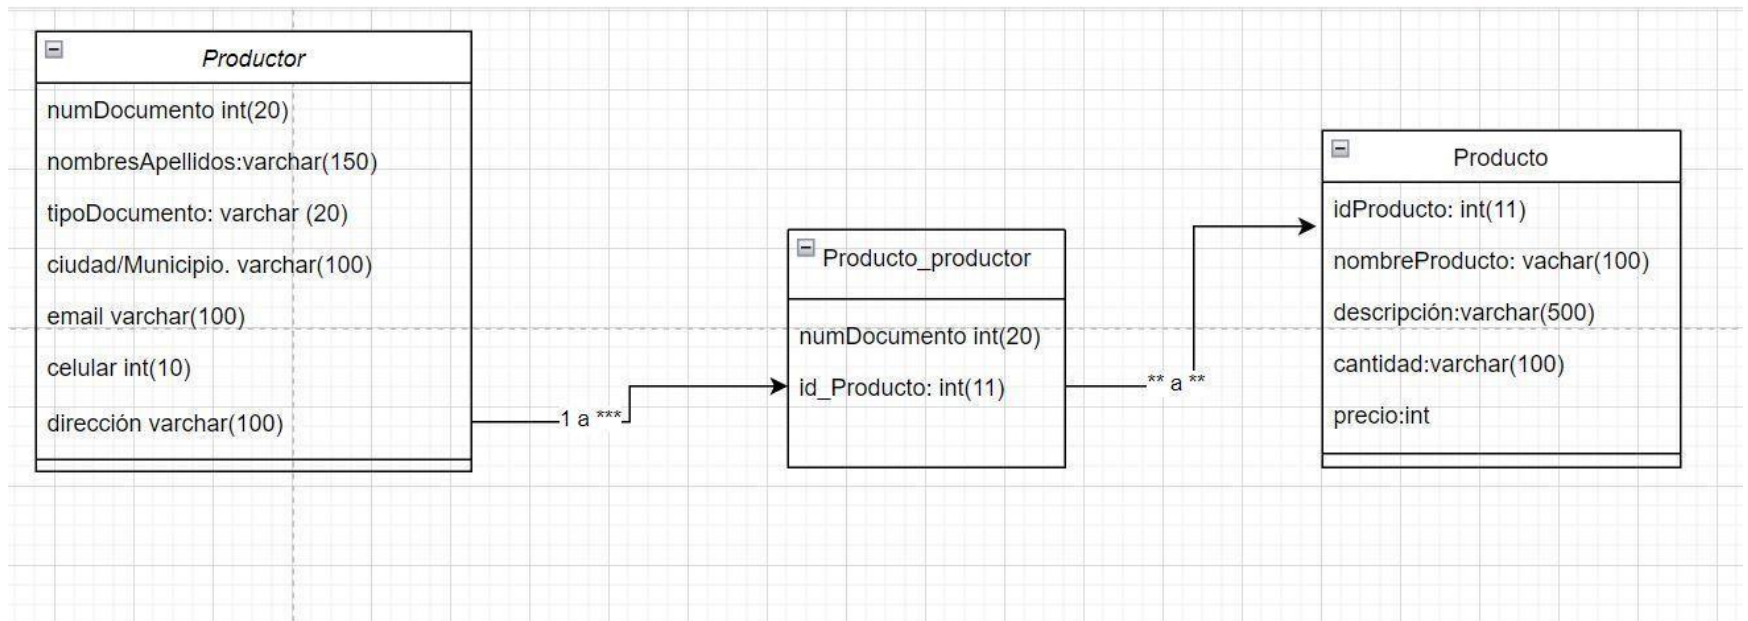 Productor
numDocumento int(20)
nombresApellidos:varchar(150)
tipoDocumento: varchar (20)
ciudad/Municipio. varchar(100)
email varchar(100)
celular int(10)
dirección varchar(100)
1 a ***
Producto_productor
numDocumento int(20)
id_Producto: int(11)
** a **
Producto
idProducto: int(11)
nombreProducto: vachar(100)
descripción:varchar(500)
cantidad:varchar(100)
precio:int